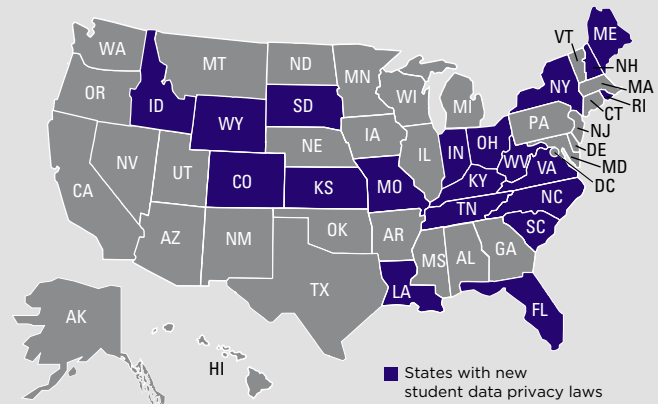 WA
MT
ND
MN
VT
ME
NH
MA
RI
CT
NJ
DE
MD
DC
OR
ID
WY
SD
WI
MI
NY
PA
NV
UT
CO
NE
IA
IL
IN
OH
WV
VA
CA
KS
MO
KY
NC
AZ
NM
OK
AR
TN
SC
TX
LA
MS
AL
GA
FL
AK
HI
States with new
student data privacy laws